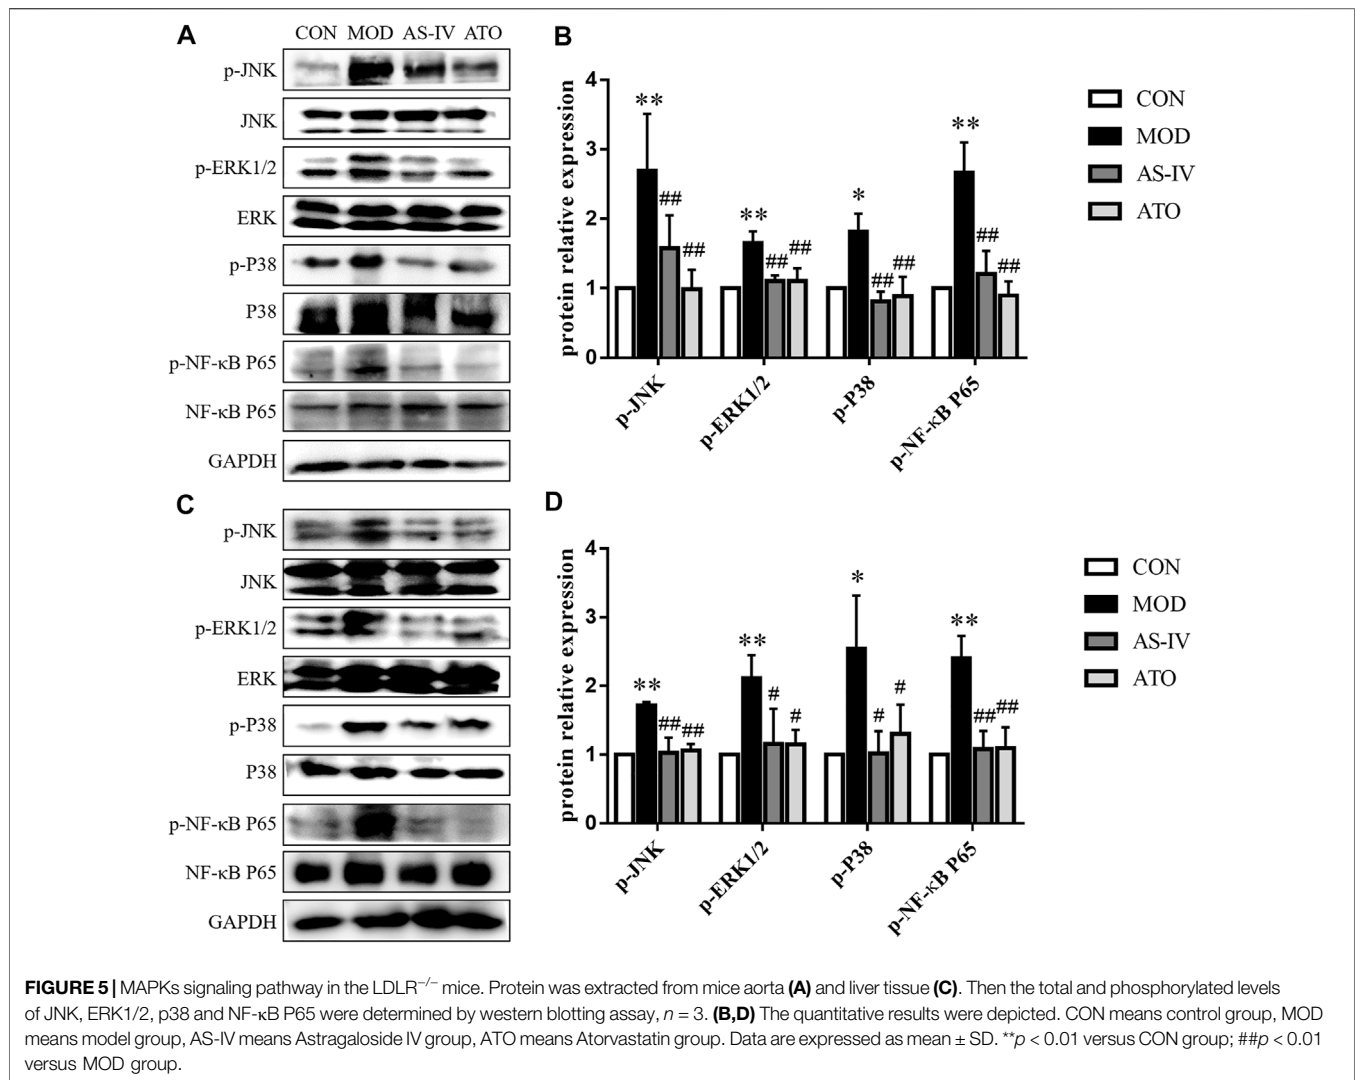 A
CON MOD AS-IV ATO
p-JNK
JNK
p-ERK1/2
ERK
p-P38
P38
p-NF-κB P65
NF-κB P65
GAPDH
B
protein relative expression
4
3
2
1
0
** ## ##
** ## ##
* ## ##
** ## ##
p-JNK
p-ERK1/2
p-P38
p-NF-κB P65
CON
MOD
AS-IV
ATO
C
p-JNK
JNK
p-ERK1/2
ERK
p-P38
P38
p-NF-κB P65
NF-κB P65
GAPDH
D
protein relative expression
4
3
2
1
0
** ## ##
** # #
* # #
** ## ##
p-JNK
p-ERK1/2
p-P38
p-NF-κB P65
CON
MOD
AS-IV
ATO
FIGURE 5 | MAPKs signaling pathway in the LDLR−/− mice. Protein was extracted from mice aorta (A) and liver tissue (C). Then the total and phosphorylated levels
of JNK, ERK1/2, p38 and NF-κB P65 were determined by western blotting assay, n = 3. (B,D) The quantitative results were depicted. CON means control group, MOD
means model group, AS-IV means Astragaloside IV group, ATO means Atorvastatin group. Data are expressed as mean ± SD. **p < 0.01 versus CON group; ##p < 0.01
versus MOD group.